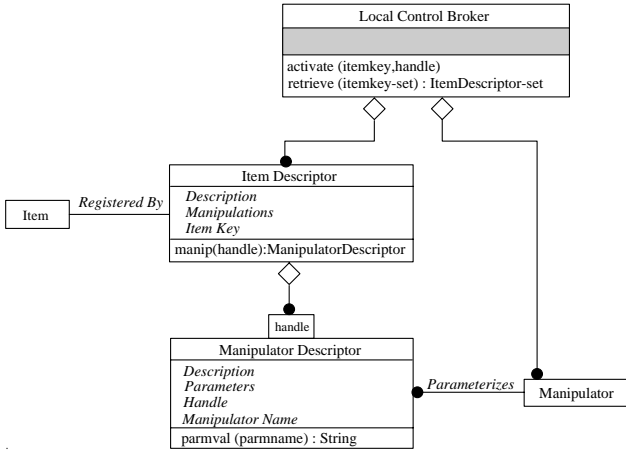 Local Control Broker
activate (itemkey,handle)
retrieve (itemkey-set) : ItemDescriptor-set
Item Descriptor
Description
Manipulations
Item Key
manip(handle):ManipulatorDescriptor
Registered By
Item
handle
Manipulator Descriptor
Description
Parameters
Handle
Manipulator Name
parmval (parmname) : String
Parameterizes
Manipulator